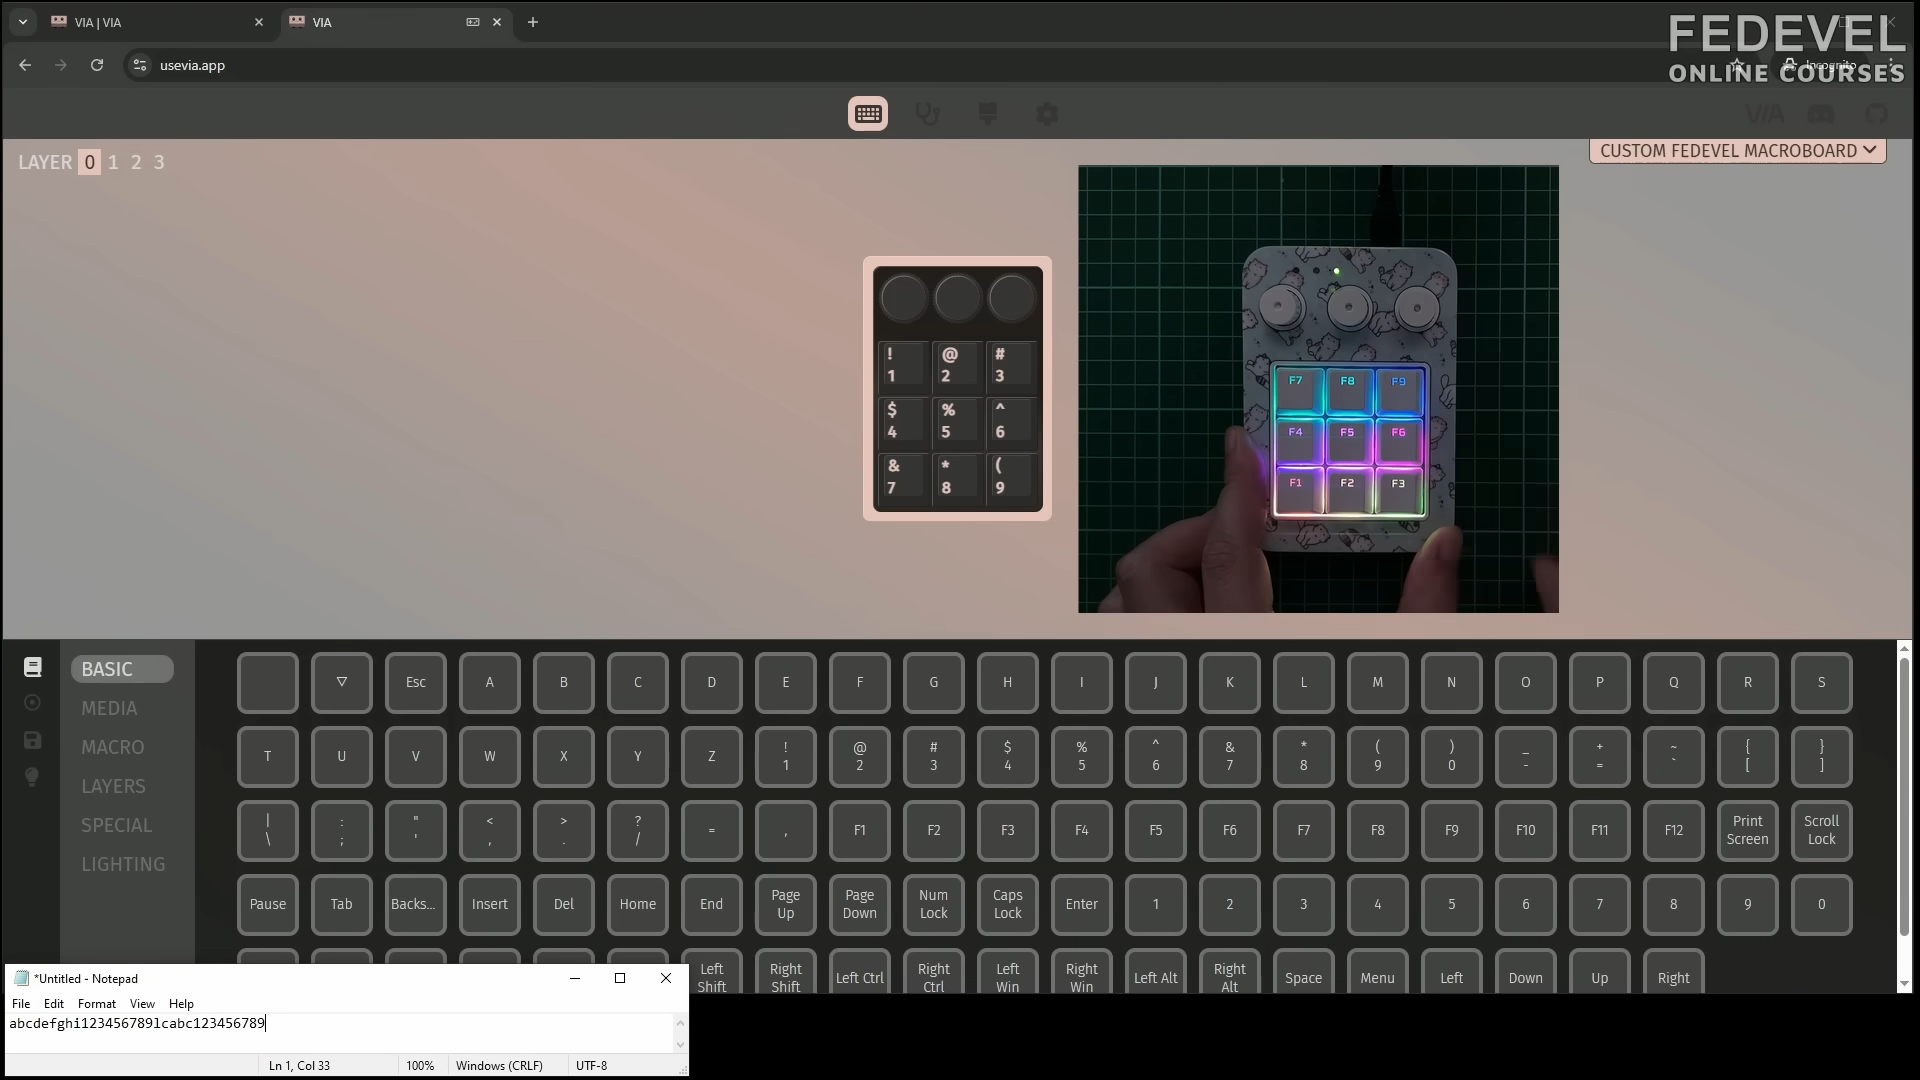 VIA | VIA
VIA
FEDEVEL
ONLINE COURSES
usevia.app
Incognito
VIA
LAYER 0 1 2 3
CUSTOM FEDEVEL MACROBOARD
! @ #
1 2 3
$ % ^
4 5 6
& * (
7 8 9
F7 F8 F9
F4 F5 F6
F1 F2 F3
BASIC
MEDIA
MACRO
LAYERS
SPECIAL
LIGHTING
▽ Esc A B C D E F G H I J K L M N O P Q R S
! @ # $ % ^ & * ( ) _ + ~ { }
T U V W X Y Z 1 2 3 4 5 6 7 8 9 0 - = ` [ ]
| : " < > ?
\ ; ' , . / = , F1 F2 F3 F4 F5 F6 F7 F8 F9 F10 F11 F12 Print Screen Scroll Lock
Pause Tab Backs... Insert Del Home End Page Up Page Down Num Lock Caps Lock Enter 1 2 3 4 5 6 7 8 9 0
Left Shift Right Shift Left Ctrl Right Ctrl Left Win Right Win Left Alt Right Alt Space Menu Left Down Up Right
*Untitled - Notepad
File Edit Format View Help
abcdefghi123456789lcabc123456789
Ln 1, Col 33 100% Windows (CRLF) UTF-8